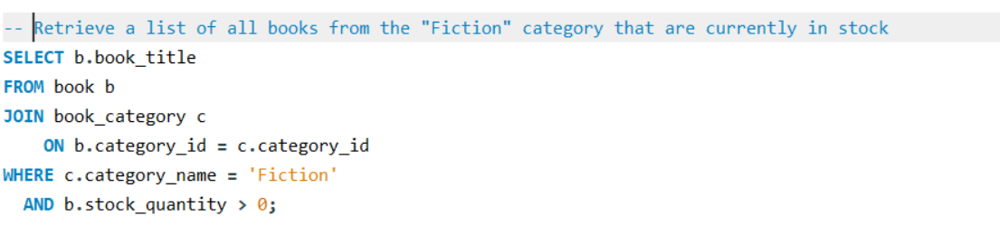 -- Retrieve a list of all books from the "Fiction" category that are currently in stock
SELECT b.book_title
FROM book b
JOIN book_category c
    ON b.category_id = c.category_id
WHERE c.category_name = 'Fiction'
  AND b.stock_quantity > 0;